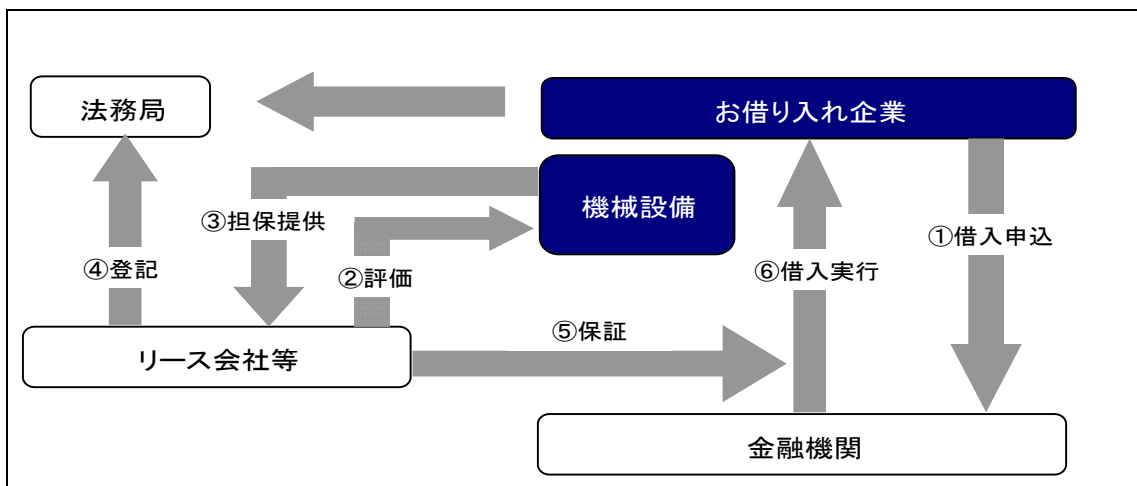 法務局
お借り入れ企業
機械設備
③担保提供
①借入申込
④登記
②評価
⑥借入実行
⑤保証
リース会社等
金融機関